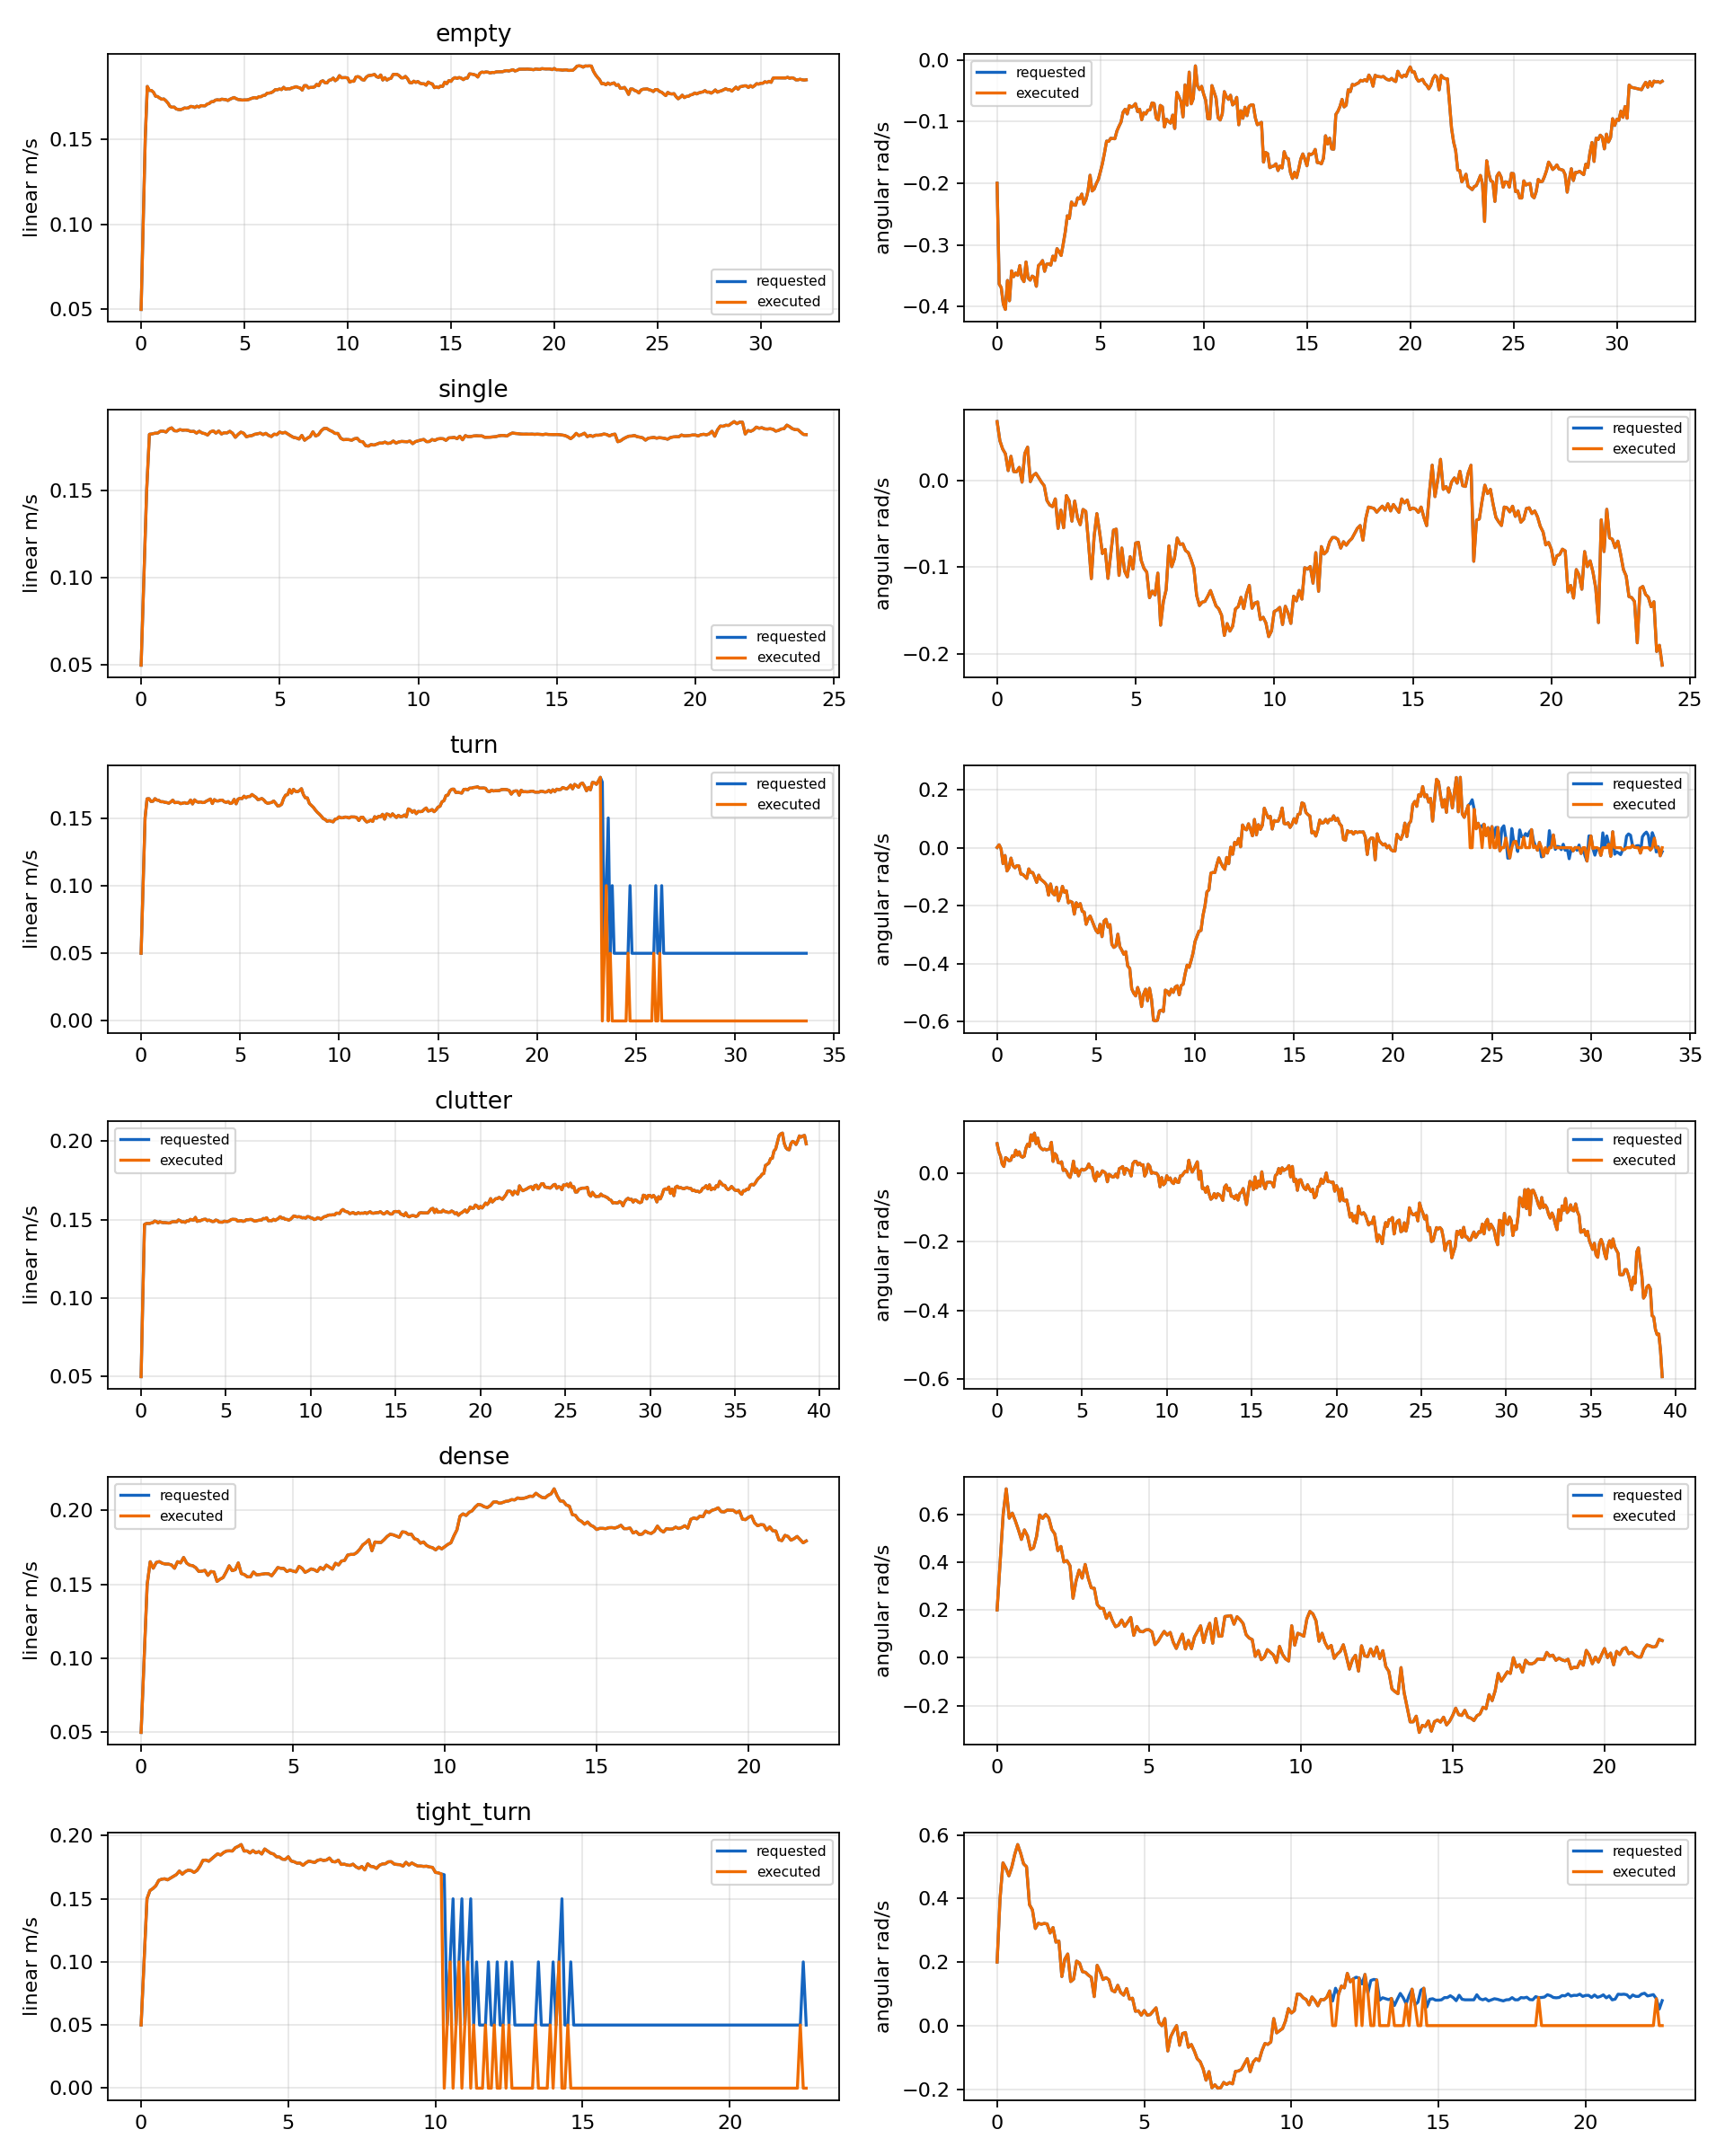 empty
linear m/s
0.15
0.10
0.05
0 5 10 15 20 25 30
requested
executed
angular rad/s
0.0
−0.1
−0.2
−0.3
−0.4
0 5 10 15 20 25 30
requested
executed
single
linear m/s
0.15
0.10
0.05
0 5 10 15 20 25
requested
executed
angular rad/s
0.0
−0.1
−0.2
0 5 10 15 20 25
requested
executed
turn
linear m/s
0.15
0.10
0.05
0.00
0 5 10 15 20 25 30 35
requested
executed
angular rad/s
0.2
0.0
−0.2
−0.4
−0.6
0 5 10 15 20 25 30 35
requested
executed
clutter
linear m/s
0.20
0.15
0.10
0.05
0 5 10 15 20 25 30 35 40
requested
executed
angular rad/s
0.0
−0.2
−0.4
−0.6
0 5 10 15 20 25 30 35 40
requested
executed
dense
linear m/s
0.20
0.15
0.10
0.05
0 5 10 15 20
requested
executed
angular rad/s
0.6
0.4
0.2
0.0
−0.2
0 5 10 15 20
requested
executed
tight_turn
linear m/s
0.20
0.15
0.10
0.05
0.00
0 5 10 15 20
requested
executed
angular rad/s
0.6
0.4
0.2
0.0
−0.2
0 5 10 15 20
requested
executed